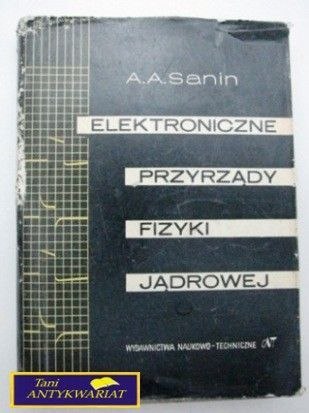 A.A.Sanin
ELEKTRONICZNE
PRZYRZĄDY
FIZYKI
JĄDROWEJ
WYDAWNICTWA NAUKOWO-TECHNICZNE
Tani
ANTYKWARIAT